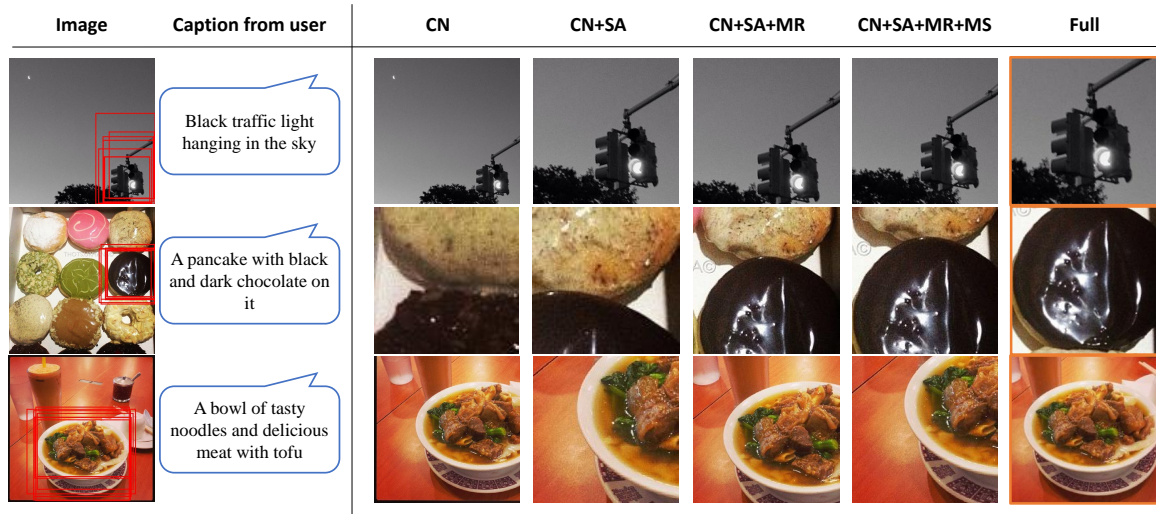 Image Caption from user CN CN+SA CN+SA+MR CN+SA+MR+MS Full
Black traffic light
hanging in the sky
A pancake with black
and dark chocolate on
it
A bowl of tasty
noodles and delicious
meat with tofu